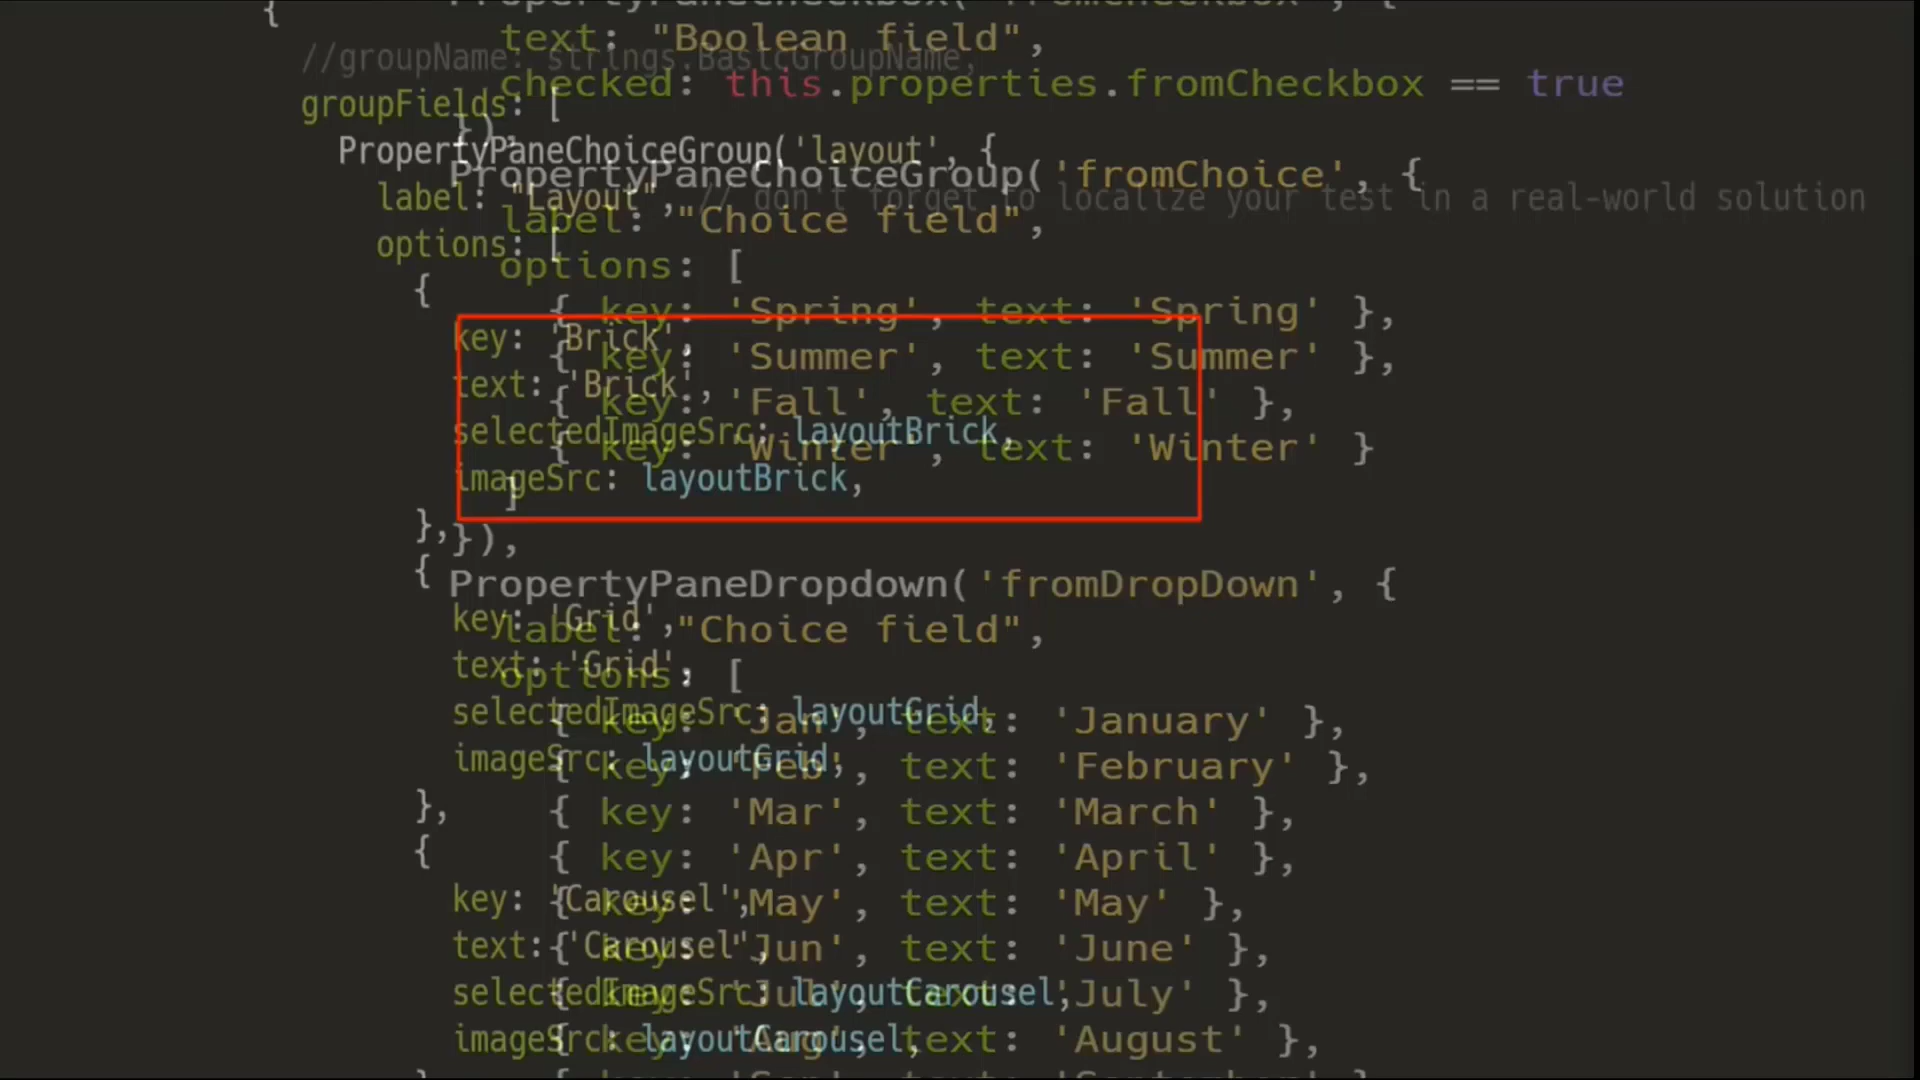 PropertyPaneCheckbox('fromCheckbox', {
{
text: "Boolean field",
//groupName: strings.BasicGroupName,
checked: this.properties.fromCheckbox == true
groupFields: [
}),
PropertyPaneChoiceGroup('layout', {
PropertyPaneChoiceGroup('fromChoice', {
label: "Layout", // don't forget to localize your test in a real-world solution
label: "Choice field",
options: [
options: [
{
{ key: 'Spring', text: 'Spring' },
key: 'Brick',
{ key: 'Summer', text: 'Summer' },
text: 'Brick',
{ key: 'Fall', text: 'Fall' },
selectedImageSrc: layoutBrick,
{ key: 'Winter', text: 'Winter' }
imageSrc: layoutBrick,
]
},
}),
{
PropertyPaneDropdown('fromDropDown', {
key: 'Grid',
label: "Choice field",
text: 'Grid',
options: [
selectedImageSrc: layoutGrid,
{ key: 'Jan', text: 'January' },
imageSrc: layoutGrid,
{ key: 'Feb', text: 'February' },
},
{ key: 'Mar', text: 'March' },
{
{ key: 'Apr', text: 'April' },
key: 'Carousel',
{ key: 'May', text: 'May' },
text: 'Carousel',
{ key: 'Jun', text: 'June' },
selectedImageSrc: layoutCarousel,
{ key: 'Jul', text: 'July' },
imageSrc: layoutCarousel,
{ key: 'Aug', text: 'August' },